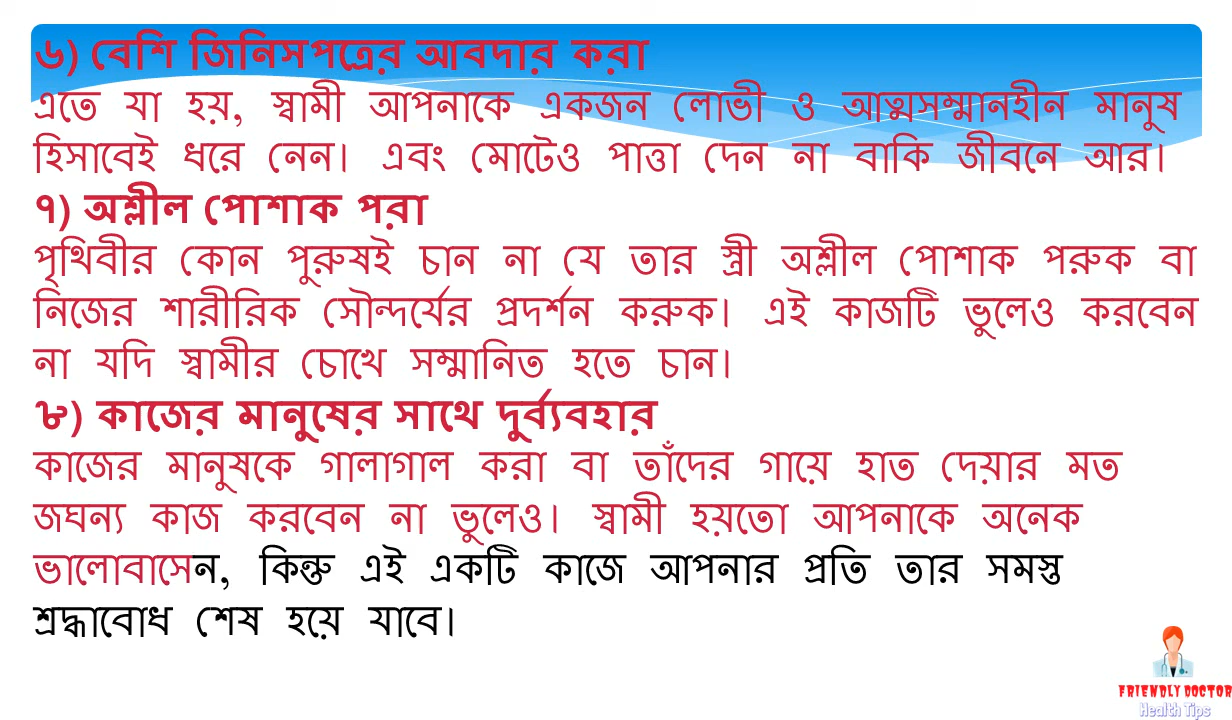 ৬) বেশি জিনিসপত্রের আবদার করা
এতে যা হয়, স্বামী আপনাকে একজন লোভী ও আত্মসম্মানহীন মানুষ
হিসাবেই ধরে নেন। এবং মোটেও পাত্তা দেন না বাকি জীবনে আর।
৭) অশ্লীল পোশাক পরা
পৃথিবীর কোন পুরুষই চান না যে তার স্ত্রী অশ্লীল পোশাক পরুক বা
নিজের শারীরিক সৌন্দর্যের প্রদর্শন করুক। এই কাজটি ভুলেও করবেন
না যদি স্বামীর চোখে সম্মানিত হতে চান।
৮) কাজের মানুষের সাথে দুর্ব্যবহার
কাজের মানুষকে গালাগাল করা বা তাঁদের গায়ে হাত দেয়ার মত
জঘন্য কাজ করবেন না ভুলেও। স্বামী হয়তো আপনাকে অনেক
ভালোবাসেন, কিন্তু এই একটি কাজে আপনার প্রতি তার সমস্ত
শ্রদ্ধাবোধ শেষ হয়ে যাবে।
FRIENDLY DOCTOR
Health Tips